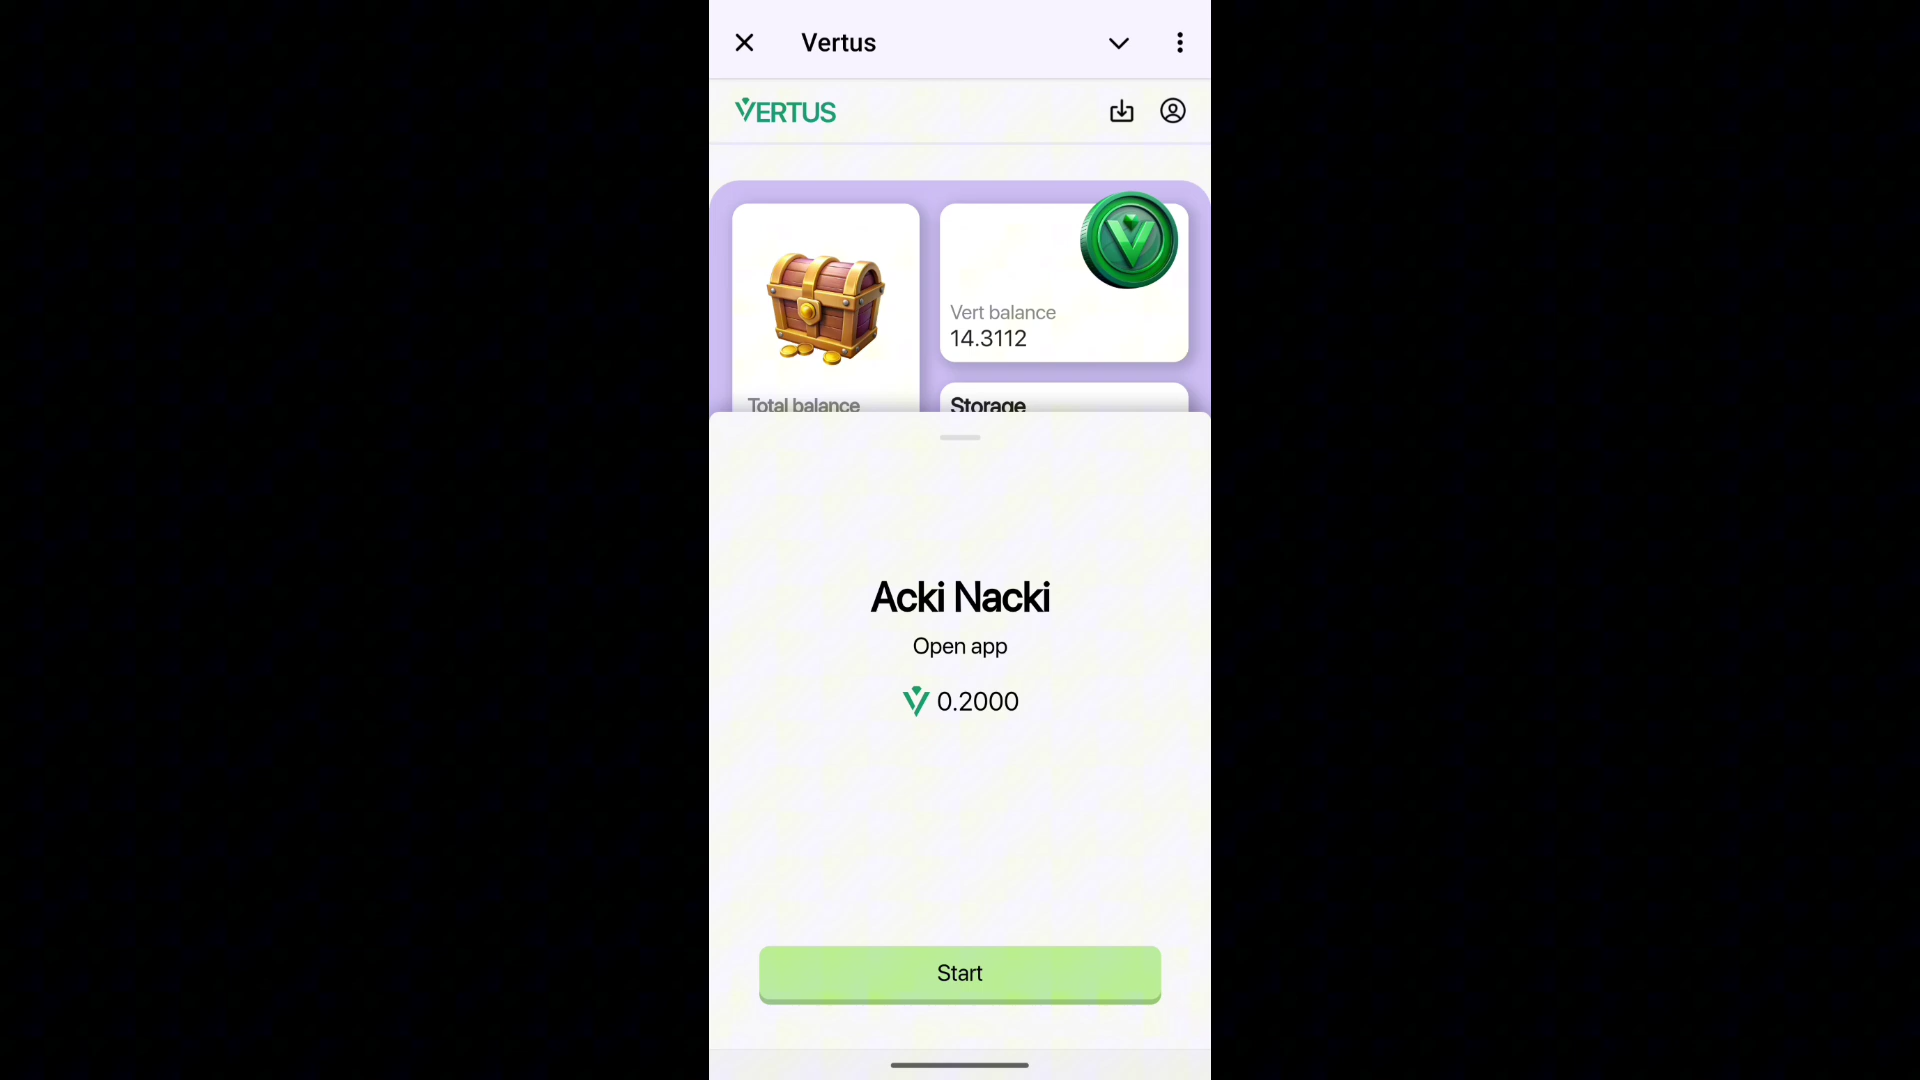 Vertus
VERTUS
Vert balance
14.3112
Total balance
Storage
Acki Nacki
Open app
0.2000
Start